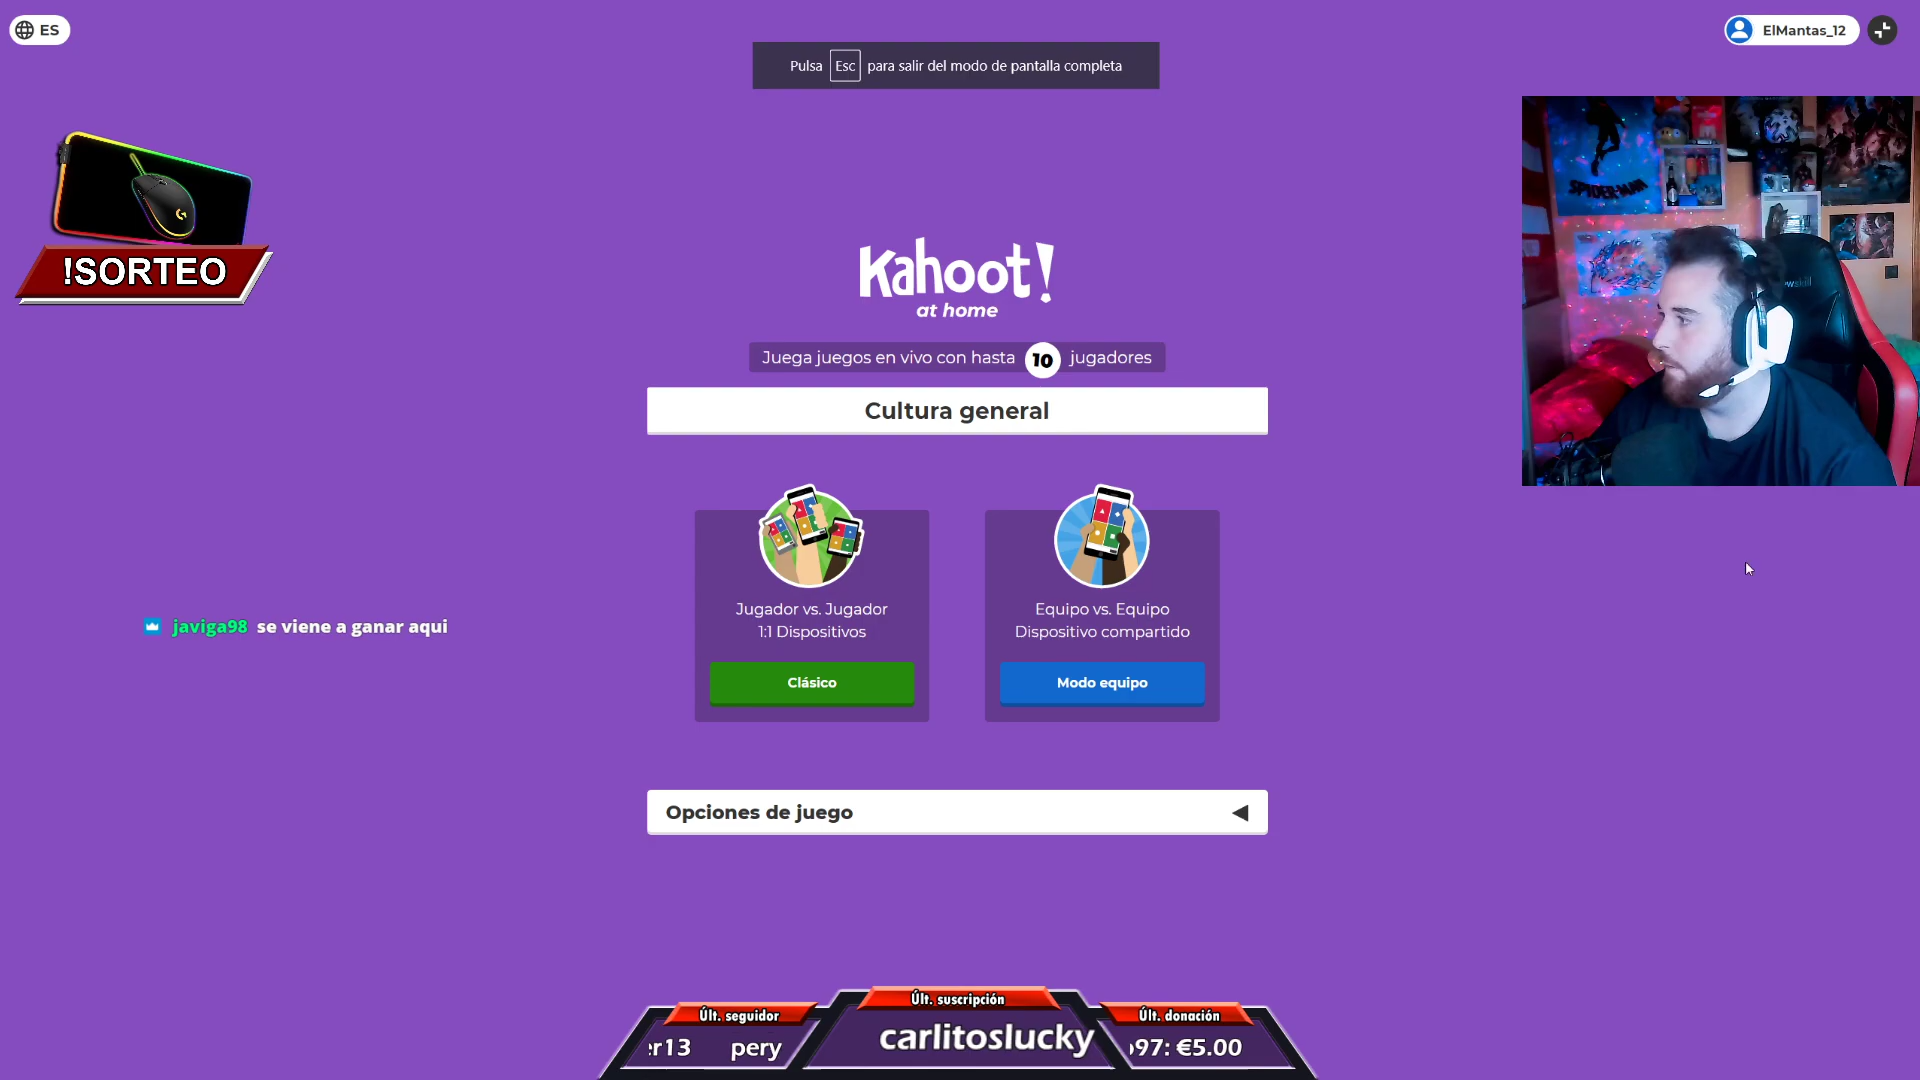 ES
ElMantas_12
Pulsa Esc para salir del modo de pantalla completa
SPIDER-MAN
!SORTEO
Kahoot!
at home
Juega juegos en vivo con hasta 10 jugadores
Cultura general
Jugador vs. Jugador
1:1 Dispositivos
Clásico
Equipo vs. Equipo
Dispositivo compartido
Modo equipo
javiga98 se viene a ganar aqui
Opciones de juego
Últ. seguidor
er13 pery
Últ. suscripción
carlitoslucky
Últ. donación
97: €5.00